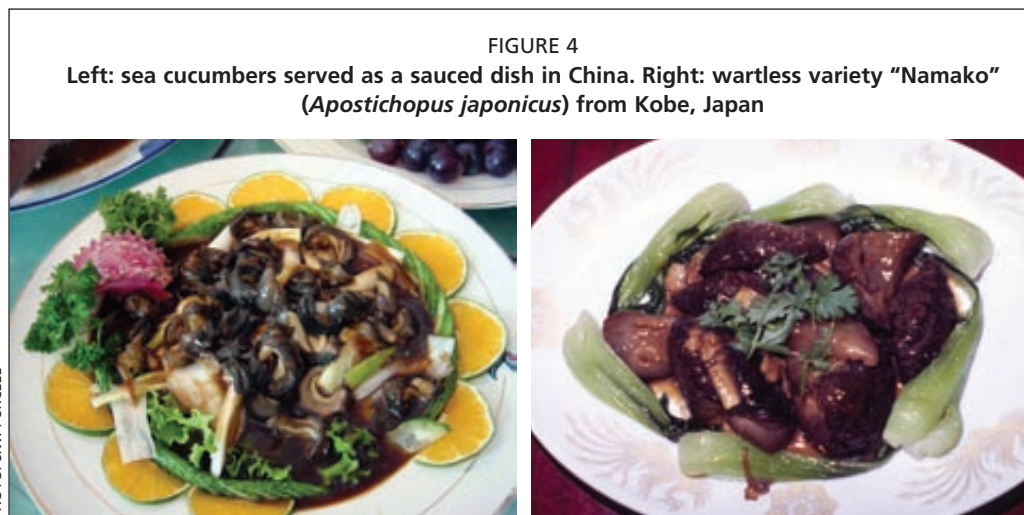 FIGURE 4
Left: sea cucumbers served as a sauced dish in China. Right: wartless variety “Namako”
(Apostichopus japonicus) from Kobe, Japan